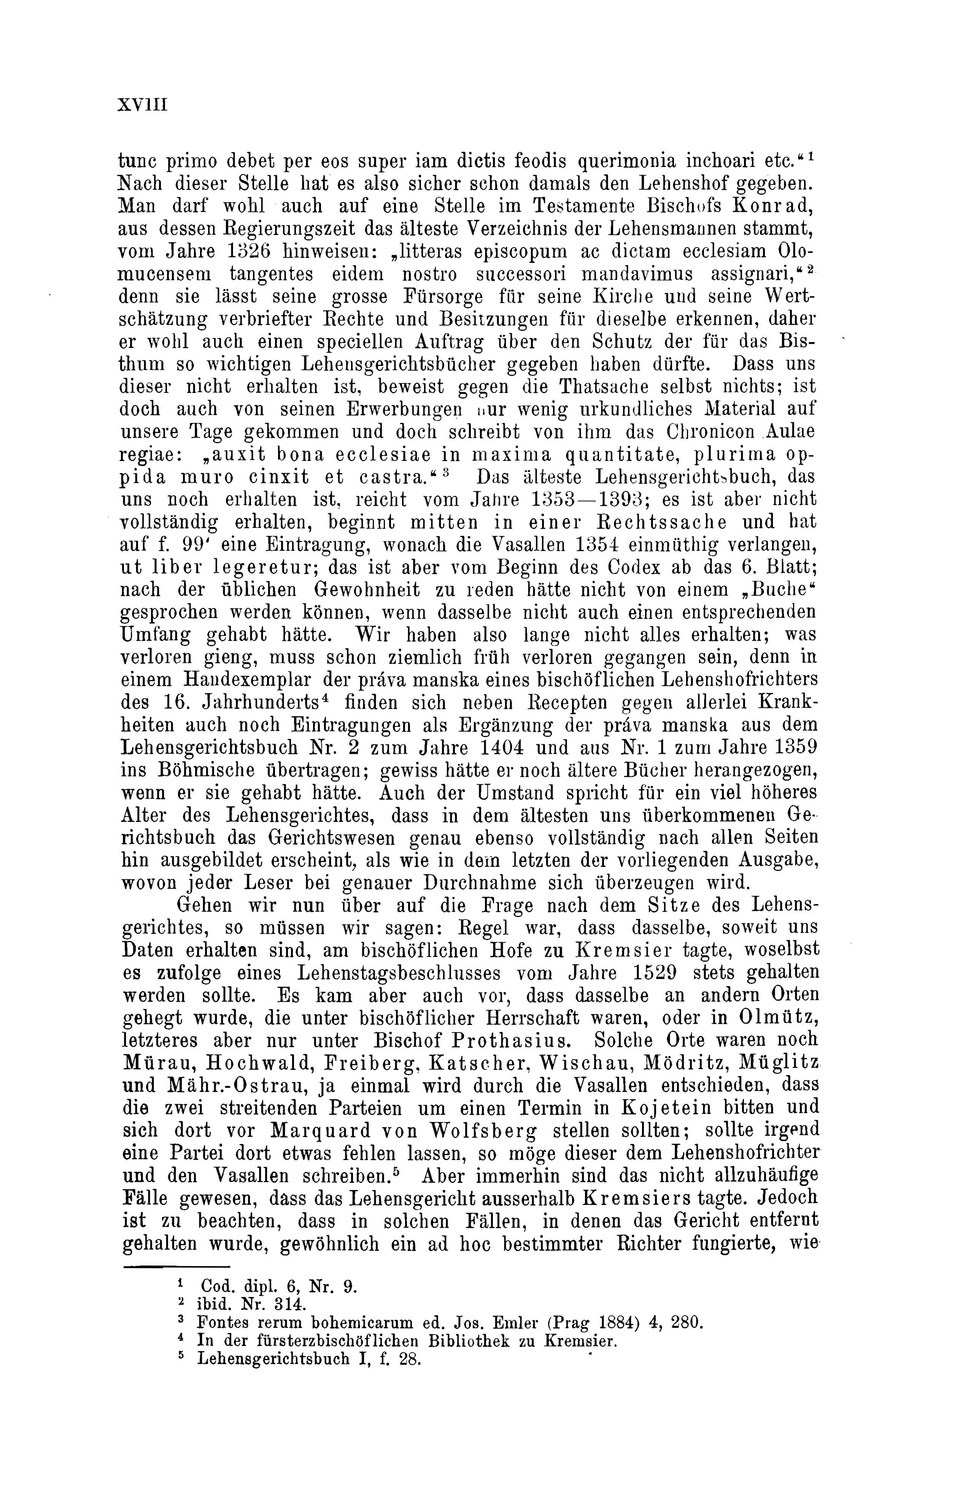 XVIII
tunc primo debet per eos super iam dictis feodis querimonia inchoari etc.“ ¹
Nach dieser Stelle hat es also sicher schon damals den Lehenshof gegeben.
Man darf wohl auch auf eine Stelle im Testamente Bischofs Konrad,
aus dessen Regierungszeit das älteste Verzeichnis der Lehensmannen stammt,
vom Jahre 1326 hinweisen: „litteras episcopum ac dictam ecclesiam Olo-
mucensem tangentes eidem nostro successori mandavimus assignari,“ ²
denn sie lässt seine grosse Fürsorge für seine Kirche und seine Wert-
schätzung verbriefter Rechte und Besitzungen für dieselbe erkennen, daher
er wohl auch einen speciellen Auftrag über den Schutz der für das Bis-
thum so wichtigen Lehensgerichtsbücher gegeben haben dürfte. Dass uns
dieser nicht erhalten ist, beweist gegen die Thatsache selbst nichts; ist
doch auch von seinen Erwerbungen nur wenig urkundliches Material auf
unsere Tage gekommen und doch schreibt von ihm das Chronicon Aulae
regiae: „auxit bona ecclesiae in maxima quantitate, plurima op-
pida muro cinxit et castra.“ ³ Das älteste Lehensgerichtsbuch, das
uns noch erhalten ist, reicht vom Jahre 1353—1393; es ist aber nicht
vollständig erhalten, beginnt mitten in einer Rechtssache und hat
auf f. 99‘ eine Eintragung, wonach die Vasallen 1354 einmüthig verlangen,
ut liber legeretur; das ist aber vom Beginn des Codex ab das 6. Blatt;
nach der üblichen Gewohnheit zu reden hätte nicht von einem „Buche“
gesprochen werden können, wenn dasselbe nicht auch einen entsprechenden
Umfang gehabt hätte. Wir haben also lange nicht alles erhalten; was
verloren gieng, muss schon ziemlich früh verloren gegangen sein, denn in
einem Handexemplar der práva manska eines bischöflichen Lehenshofrichters
des 16. Jahrhunderts⁴ finden sich neben Recepten gegen allerlei Krank-
heiten auch noch Eintragungen als Ergänzung der práva manska aus dem
Lehensgerichtsbuch Nr. 2 zum Jahre 1404 und aus Nr. 1 zum Jahre 1359
ins Böhmische übertragen; gewiss hätte er noch ältere Bücher herangezogen,
wenn er sie gehabt hätte. Auch der Umstand spricht für ein viel höheres
Alter des Lehensgerichtes, dass in dem ältesten uns überkommenen Ge-
richtsbuch das Gerichtswesen genau ebenso vollständig nach allen Seiten
hin ausgebildet erscheint, als wie in dem letzten der vorliegenden Ausgabe,
wovon jeder Leser bei genauer Durchnahme sich überzeugen wird.
Gehen wir nun über auf die Frage nach dem Sitze des Lehens-
gerichtes, so müssen wir sagen: Regel war, dass dasselbe, soweit uns
Daten erhalten sind, am bischöflichen Hofe zu Kremsier tagte, woselbst
es zufolge eines Lehenstagsbeschlusses vom Jahre 1529 stets gehalten
werden sollte. Es kam aber auch vor, dass dasselbe an andern Orten
gehegt wurde, die unter bischöflicher Herrschaft waren, oder in Olmütz,
letzteres aber nur unter Bischof Prothasius. Solche Orte waren noch
Mürau, Hochwald, Freiberg, Katscher, Wischau, Mödritz, Müglitz
und Mähr.-Ostrau, ja einmal wird durch die Vasallen entschieden, dass
die zwei streitenden Parteien um einen Termin in Kojetein bitten und
sich dort vor Marquard von Wolfsberg stellen sollten; sollte irgend
eine Partei dort etwas fehlen lassen, so möge dieser dem Lehenshofrichter
und den Vasallen schreiben.⁵ Aber immerhin sind das nicht allzuhäufige
Fälle gewesen, dass das Lehensgericht ausserhalb Kremsiers tagte. Jedoch
ist zu beachten, dass in solchen Fällen, in denen das Gericht entfernt
gehalten wurde, gewöhnlich ein ad hoc bestimmter Richter fungierte, wie
¹ Cod. dipl. 6, Nr. 9.
² ibid. Nr. 314.
³ Fontes rerum bohemicarum ed. Jos. Emler (Prag 1884) 4, 280.
⁴ In der fürsterzbischöflichen Bibliothek zu Kremsier.
⁵ Lehensgerichtsbuch I, f. 28.